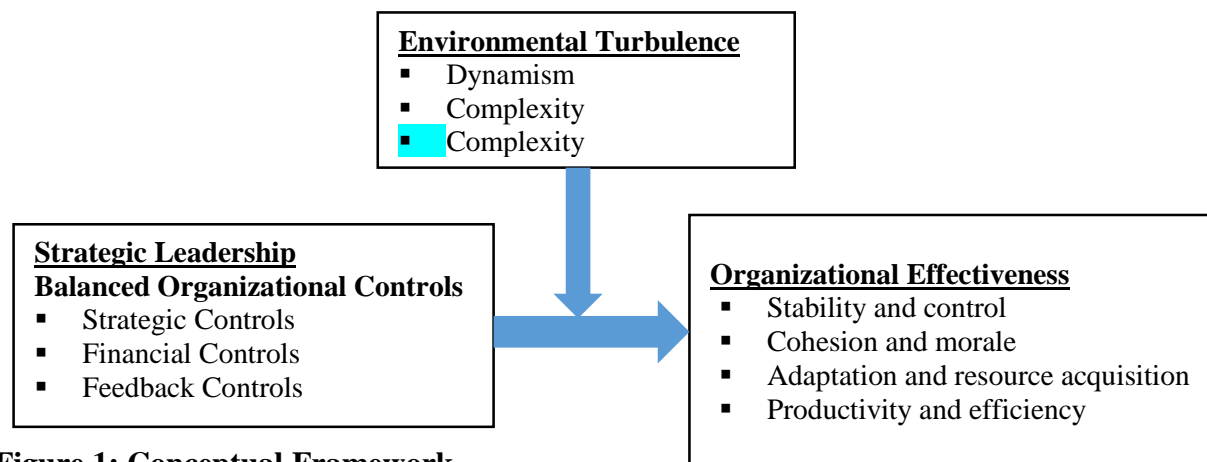 Environmental Turbulence
▪ Dynamism
▪ Complexity
▪ Complexity
Strategic Leadership
Balanced Organizational Controls
▪ Strategic Controls
▪ Financial Controls
▪ Feedback Controls
Organizational Effectiveness
▪ Stability and control
▪ Cohesion and morale
▪ Adaptation and resource acquisition
▪ Productivity and efficiency
Figure 1: Conceptual Framework